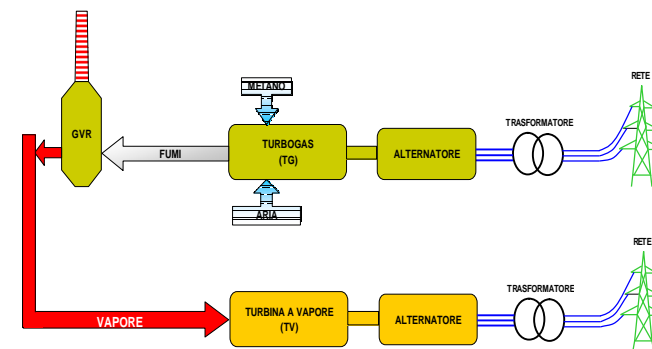 METANO
RETE
GVR
FUMI
TURBOGAS
(TG)
ALTERNATORE
TRASFORMATORE
ARIA
RETE
VAPORE
TURBINA A VAPORE
(TV)
ALTERNATORE
TRASFORMATORE